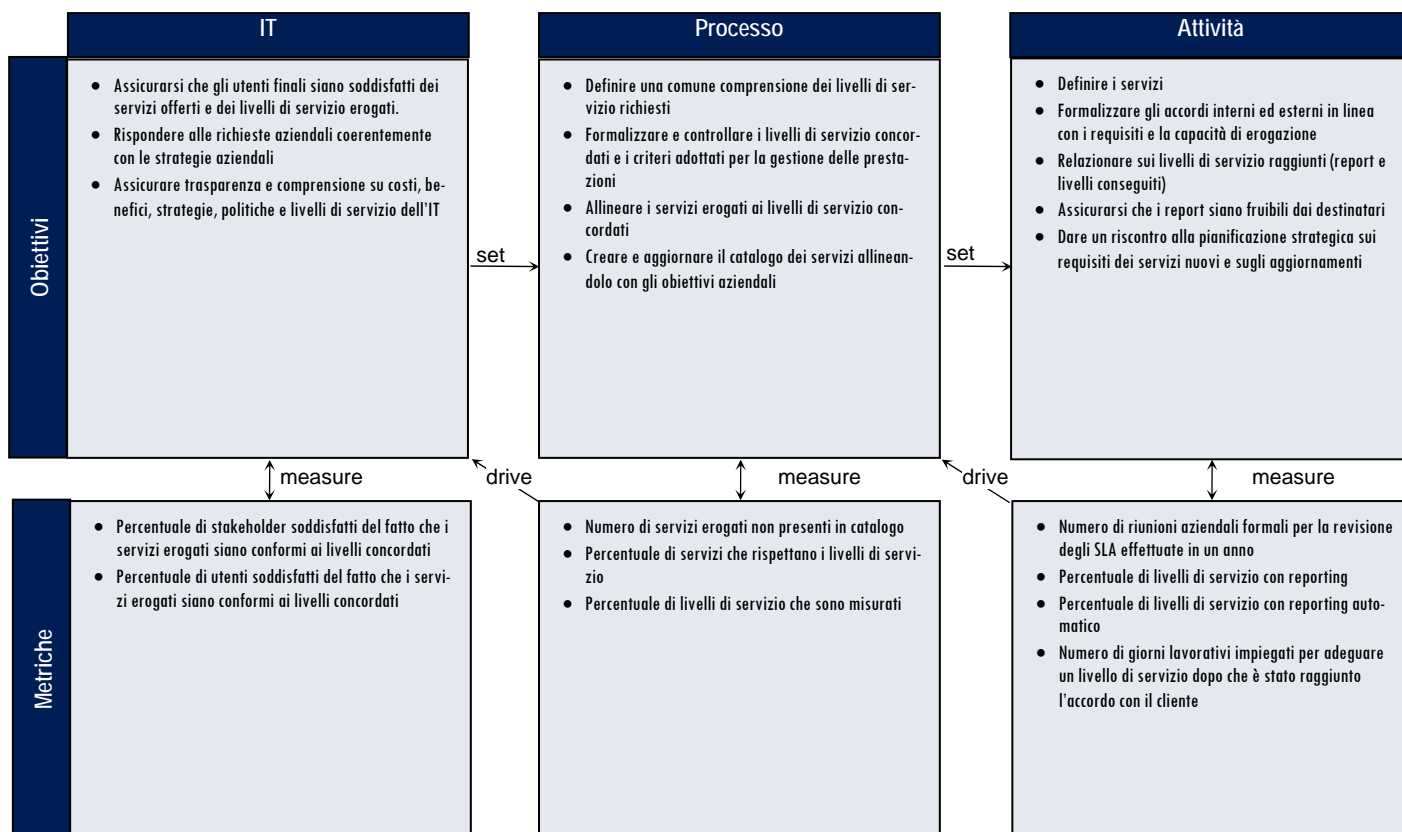 IT
Processo
Attività
Obiettivi
● Assicurarsi che gli utenti finali siano soddisfatti dei
servizi offerti e dei livelli di servizio erogati.
● Rispondere alle richieste aziendali coerentemente
con le strategie aziendali
● Assicurare trasparenza e comprensione su costi, be-
nefici, strategie, politiche e livelli di servizio dell'IT
set
● Definire una comune comprensione dei livelli di ser-
vizio richiesti
● Formalizzare e controllare i livelli di servizio concor-
dati e i criteri adottati per la gestione delle presta-
zioni
● Allineare i servizi erogati ai livelli di servizio con-
cordati
● Creare e aggiornare il catalogo dei servizi allinean-
dolo con gli obiettivi aziendali
set
● Definire i servizi
● Formalizzare gli accordi interni ed esterni in linea
con i requisiti e la capacità di erogazione
● Relazionare sui livelli di servizio raggiunti (report e
livelli conseguiti)
● Assicurarsi che i report siano fruibili dai destinatari
● Dare un riscontro alla pianificazione strategica sui
requisiti dei servizi nuovi e sugli aggiornamenti
measure
drive
measure
drive
measure
Metriche
● Percentuale di stakeholder soddisfatti del fatto che i
servizi erogati siano conformi ai livelli concordati
● Percentuale di utenti soddisfatti del fatto che i servi-
zi erogati siano conformi ai livelli concordati
● Numero di servizi erogati non presenti in catalogo
● Percentuale di servizi che rispettano i livelli di servi-
zio
● Percentuale di livelli di servizio che sono misurati
● Numero di riunioni aziendali formali per la revisione
degli SLA effettuate in un anno
● Percentuale di livelli di servizio con reporting
● Percentuale di livelli di servizio con reporting auto-
matico
● Numero di giorni lavorativi impiegati per adeguare
un livello di servizio dopo che è stato raggiunto
l'accordo con il cliente